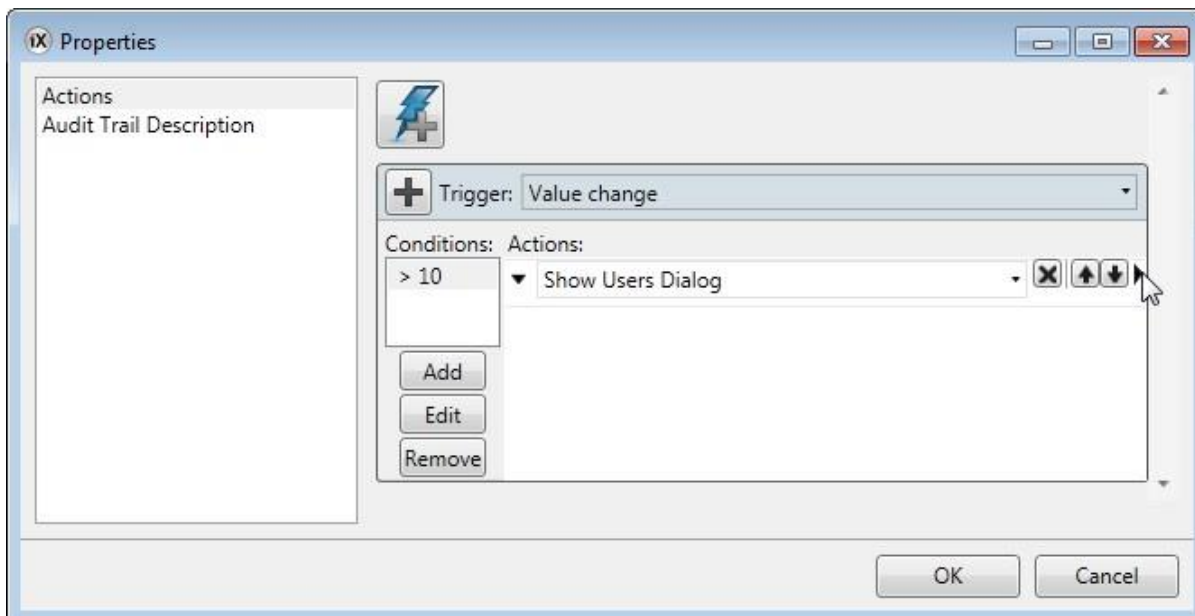 iX Properties
Actions
Audit Trail Description
Trigger: Value change
Conditions: Actions:
> 10 Show Users Dialog
Add
Edit
Remove
OK Cancel